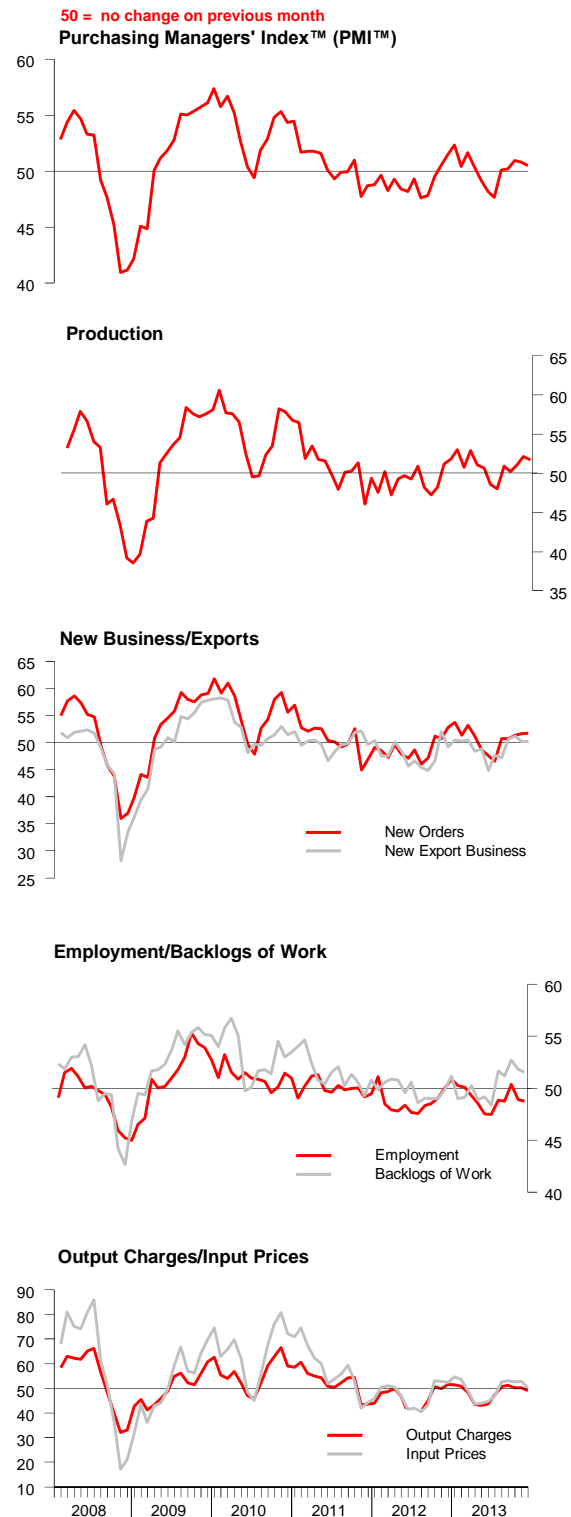 50 = no change on previous month
Purchasing Managers' Index™ (PMI™)
60
55
50
45
40
Production
65
60
55
50
45
40
35
New Business/Exports
65
60
55
50
45
40
35
30
25
New Orders
New Export Business
Employment/Backlogs of Work
60
55
50
45
40
Employment
Backlogs of Work
Output Charges/Input Prices
90
80
70
60
50
40
30
20
10
Output Charges
Input Prices
2008 2009 2010 2011 2012 2013